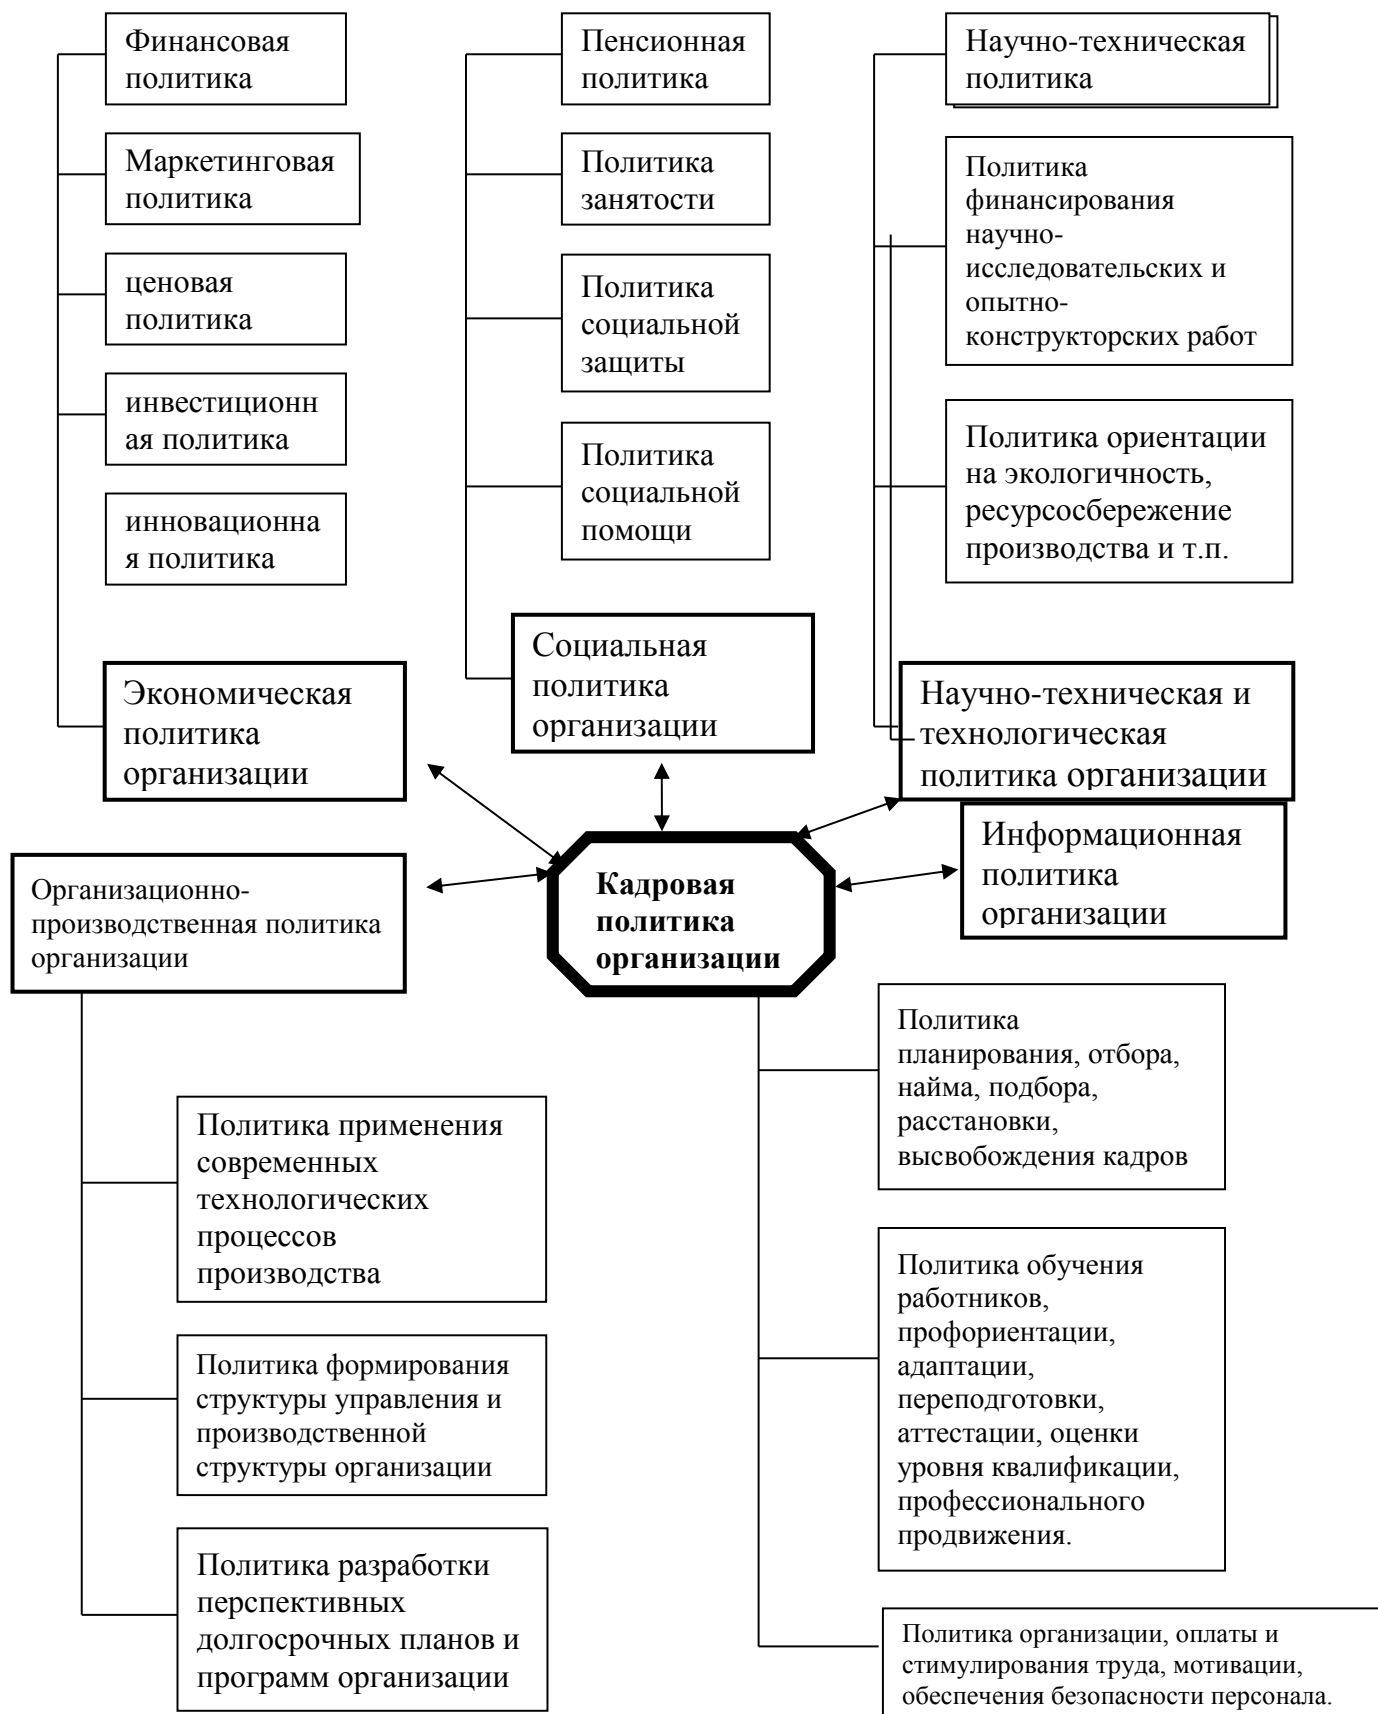 Финансовая
политика
Пенсионная
политика
Научно-техническая
политика
Маркетинговая
политика
Политика
занятости
Политика
финансирования
научно-
исследовательских и
опытно-
конструкторских работ
ценовая
политика
Политика
социальной
защиты
инвестиционн
ая политика
Политика
социальной
помощи
Политика ориентации
на экологичность,
ресурсосбережение
производства и т.п.
инновационна
я политика
Экономическая
политика
организации
Социальная
политика
организации
Научно-техническая и
технологическая
политика организации
Информационная
политика
организации
Организационно-
производственная политика
организации
Кадровая
политика
организации
Политика
планирования, отбора,
найма, подбора,
расстановки,
высвобождения кадров
Политика применения
современных
технологических
процессов
производства
Политика обучения
работников,
профориентации,
адаптации,
переподготовки,
аттестации, оценки
уровня квалификации,
профессионального
продвижения.
Политика формирования
структуры управления и
производственной
структуры организации
Политика разработки
перспективных
долгосрочных планов и
программ организации
Политика организации, оплаты и
стимулирования труда, мотивации,
обеспечения безопасности персонала.